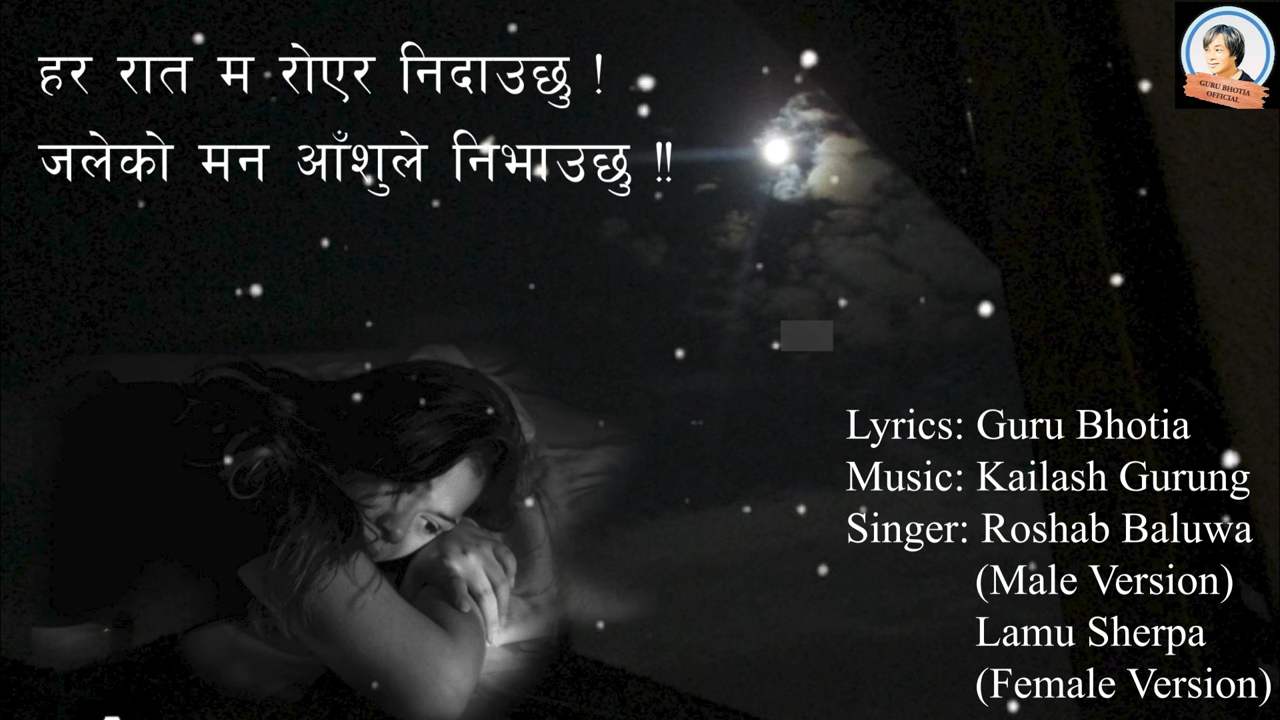 हर रात म रोएर निदाउछु !
जलेको मन आँशुले निभाउछु !!
GURU BHOTIA
OFFICIAL
Lyrics: Guru Bhotia
Music: Kailash Gurung
Singer: Roshab Baluwa
(Male Version)
Lamu Sherpa
(Female Version)